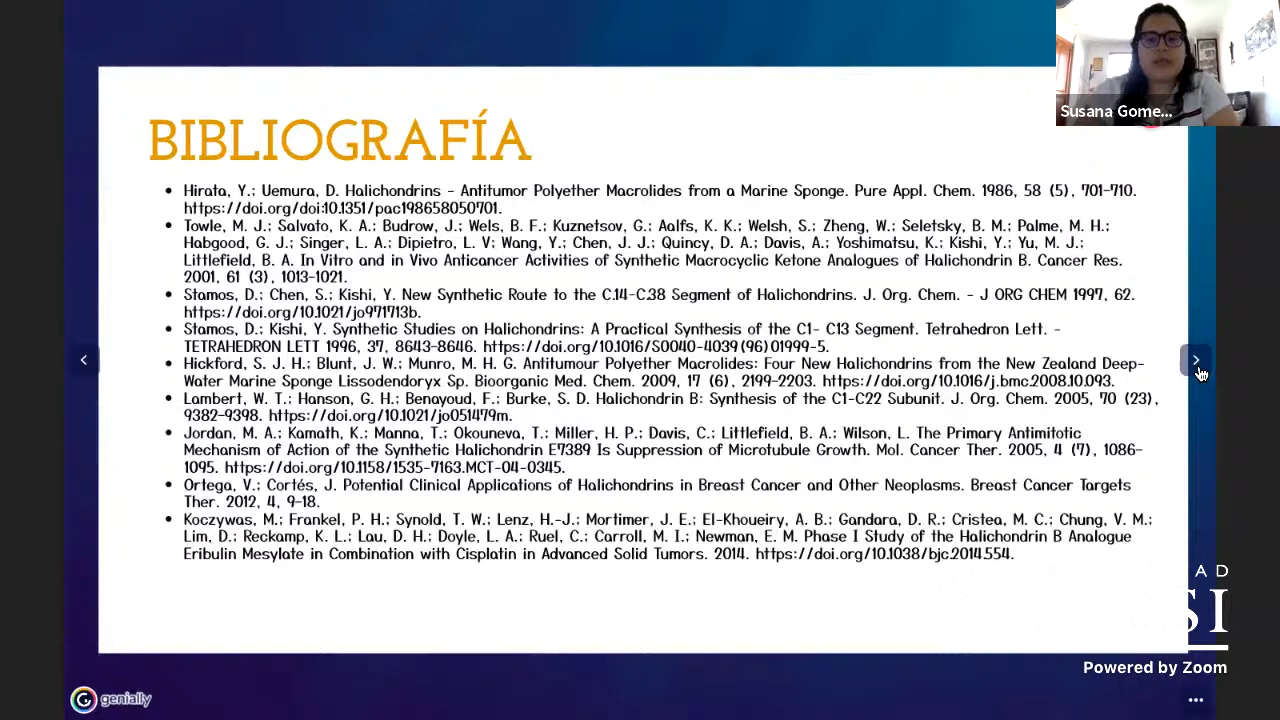 Susana Gome...
BIBLIOGRAFÍA
• Hirata, Y.; Uemura, D. Halichondrins - Antitumor Polyether Macrolides from a Marine Sponge. Pure Appl. Chem. 1986, 58 (5), 701-710.
https://doi.org/doi:10.1351/pac198658050701.
• Towle, M. J.; Salvato, K. A.; Budrow, J.; Wels, B. F.; Kuznetsov, G.; Aalfs, K. K.; Welsh, S.; Zheng, W.; Seletsky, B. M.; Palme, M. H.;
Habgood, G. J.; Singer, L. A.; Dipietro, L. V; Wang, Y.; Chen, J. J.; Quincy, D. A.; Davis, A.; Yoshimatsu, K.; Kishi, Y.; Yu, M. J.;
Littlefield, B. A. In Vitro and in Vivo Anticancer Activities of Synthetic Macrocyclic Ketone Analogues of Halichondrin B. Cancer Res.
2001, 61 (3), 1013-1021.
• Stamos, D.; Chen, S.; Kishi, Y. New Synthetic Route to the C.14-C.38 Segment of Halichondrins. J. Org. Chem. - J ORG CHEM 1997, 62.
https://doi.org/10.1021/jo971713b.
• Stamos, D.; Kishi, Y. Synthetic Studies on Halichondrins: A Practical Synthesis of the C1- C13 Segment. Tetrahedron Lett. -
TETRAHEDRON LETT 1996, 37, 8643-8646. https://doi.org/10.1016/S0040-4039(96)01999-5.
• Hickford, S. J. H.; Blunt, J. W.; Munro, M. H. G. Antitumour Polyether Macrolides: Four New Halichondrins from the New Zealand Deep-
Water Marine Sponge Lissodendoryx Sp. Bioorganic Med. Chem. 2009, 17 (6), 2199-2203. https://doi.org/10.1016/j.bmc.2008.10.093.
• Lambert, W. T.; Hanson, G. H.; Benayoud, F.; Burke, S. D. Halichondrin B: Synthesis of the C1-C22 Subunit. J. Org. Chem. 2005, 70 (23),
9382-9398. https://doi.org/10.1021/jo051479m.
• Jordan, M. A.; Kamath, K.; Manna, T.; Okouneva, T.; Miller, H. P.; Davis, C.; Littlefield, B. A.; Wilson, L. The Primary Antimitotic
Mechanism of Action of the Synthetic Halichondrin E7389 Is Suppression of Microtubule Growth. Mol. Cancer Ther. 2005, 4 (7), 1086-
1095. https://doi.org/10.1158/1535-7163.MCT-04-0345.
• Ortega, V.; Cortés, J. Potential Clinical Applications of Halichondrins in Breast Cancer and Other Neoplasms. Breast Cancer Targets
Ther. 2012, 4, 9-18.
• Koczywas, M.; Frankel, P. H.; Synold, T. W.; Lenz, H.-J.; Mortimer, J. E.; El-Khoueiry, A. B.; Gandara, D. R.; Cristea, M. C.; Chung, V. M.;
Lim, D.; Reckamp, K. L.; Lau, D. H.; Doyle, L. A.; Ruel, C.; Carroll, M. I.; Newman, E. M. Phase I Study of the Halichondrin B Analogue
Eribulin Mesylate in Combination with Cisplatin in Advanced Solid Tumors. 2014. https://doi.org/10.1038/bjc.2014.554.
A D
SI
Powered by Zoom
genially